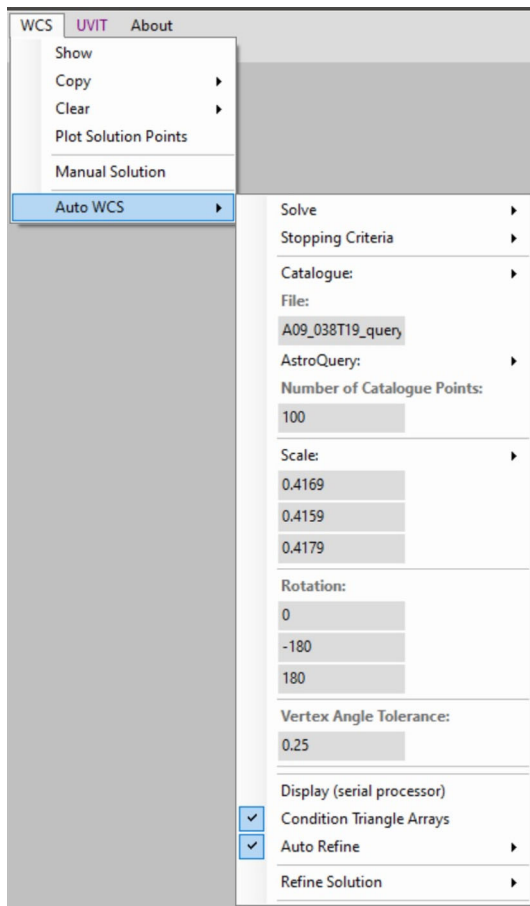 WCS UVIT About
Show
Copy
Clear
Plot Solution Points
Manual Solution
Auto WCS
Solve
Stopping Criteria
Catalogue:
File:
A09_038T19_query
AstroQuery:
Number of Catalogue Points:
100
Scale:
0.4169
0.4159
0.4179
Rotation:
0
-180
180
Vertex Angle Tolerance:
0.25
Display (serial processor)
Condition Triangle Arrays
Auto Refine
Refine Solution